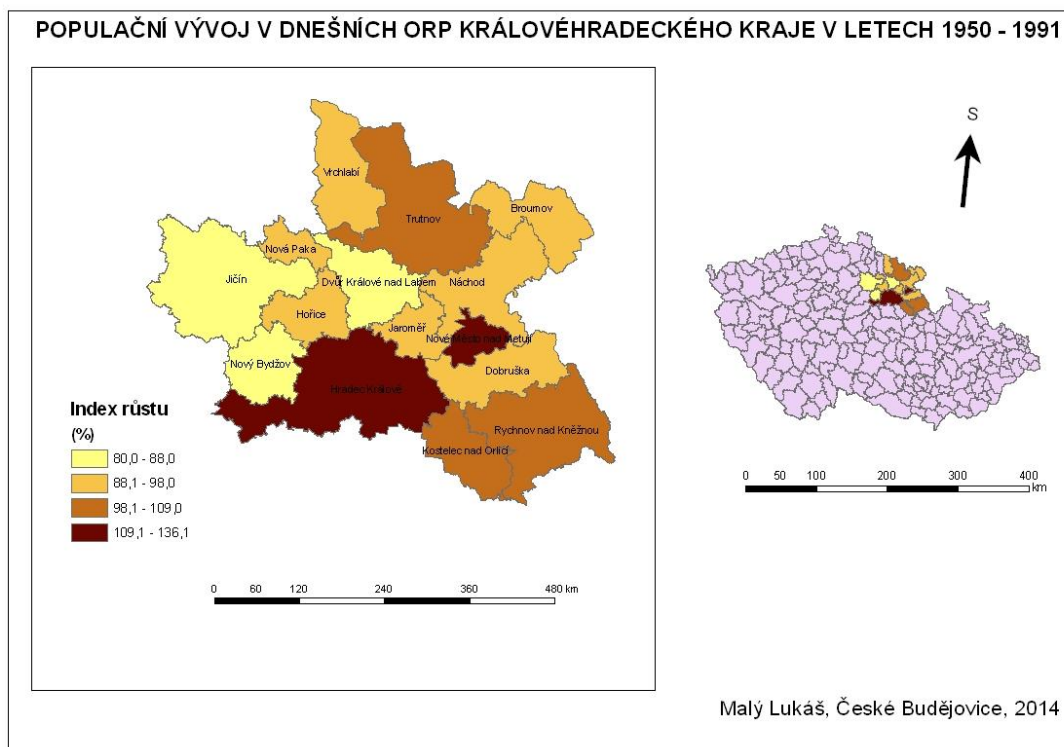 POPULAČNÍ VÝVOJ V DNEŠNÍCH ORP KRÁLOVÉHRADECKÉHO KRAJE V LETECH 1950 - 1991
S
Vrchlabí
Trutnov
Broumov
Nová Paka
Jičín
Dvůr Králové nad Labem
Náchod
Hořice
Jaroměř
Nové Město nad Metují
Nový Bydžov
Dobruška
Hradec Králové
Rychnov nad Kněžnou
Kostelec nad Orlicí
Index růstu
(%)
80,0 - 88,0
88,1 - 98,0
98,1 - 109,0
109,1 - 136,1
0 60 120 240 360 480 km
0 50 100 200 300 400
km
Malý Lukáš, České Budějovice, 2014